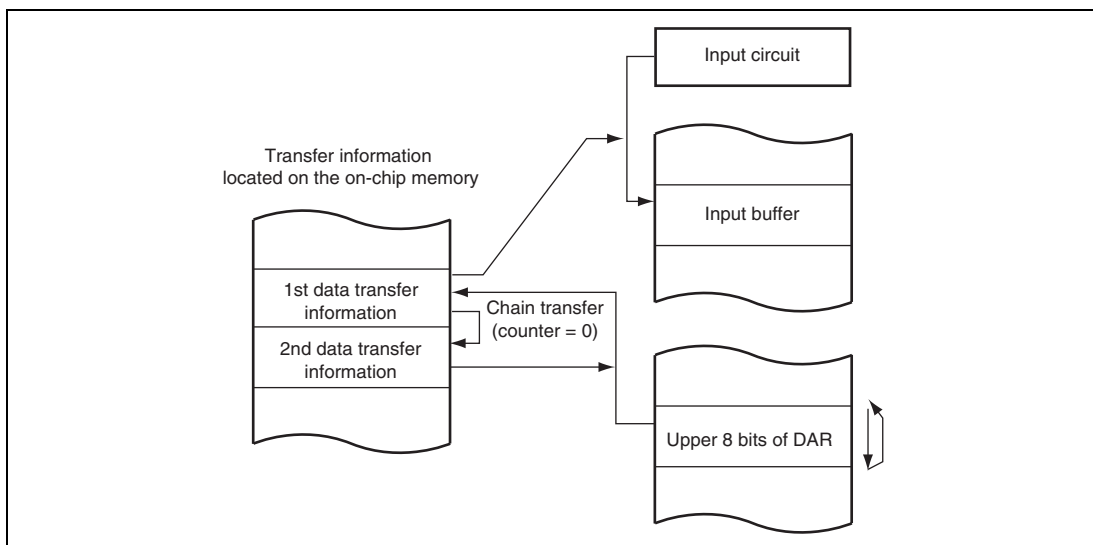 Input circuit
Transfer information
located on the on-chip memory
Input buffer
1st data transfer
information
Chain transfer
(counter = 0)
2nd data transfer
information
Upper 8 bits of DAR